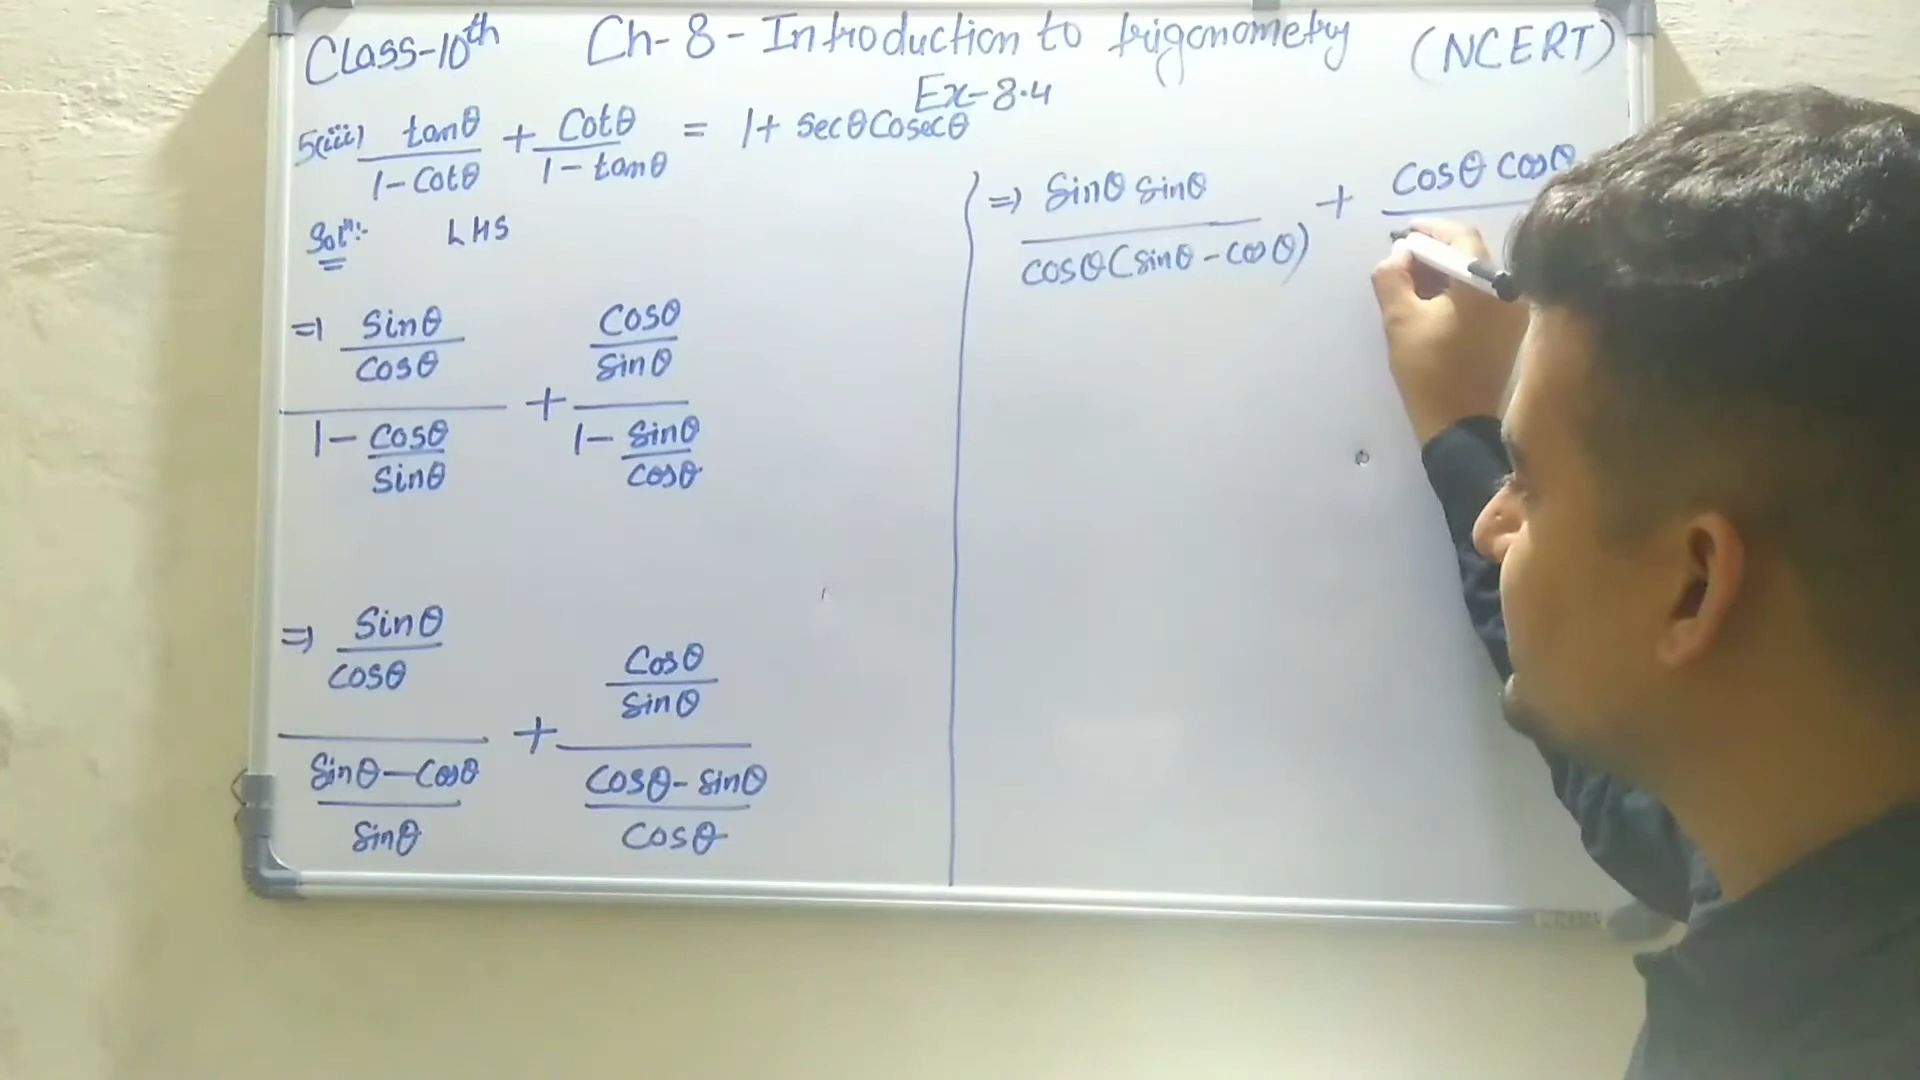 Class-10th Ch-8-Introduction to trigonometry (NCERT)
Ex-8.4
5(iii) tanθ/1-Cotθ + Cotθ/1-tanθ = 1+ secθCosecθ
Solⁿ:- LHS
=> Sinθ/Cosθ / 1-Cosθ/Sinθ + Cosθ/Sinθ / 1-Sinθ/Cosθ
=> Sinθ/Cosθ / Sinθ-Cosθ/Sinθ + Cosθ/Sinθ / Cosθ-Sinθ/Cosθ
=> Sinθ Sinθ / Cosθ(Sinθ-Cosθ) + Cosθ Cosθ